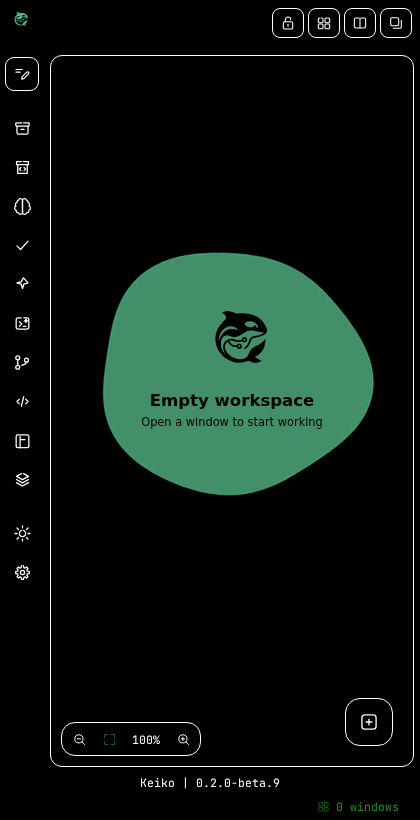 Empty workspace
Open a window to start working
100%
Keiko | 0.2.0-beta.9
0 windows